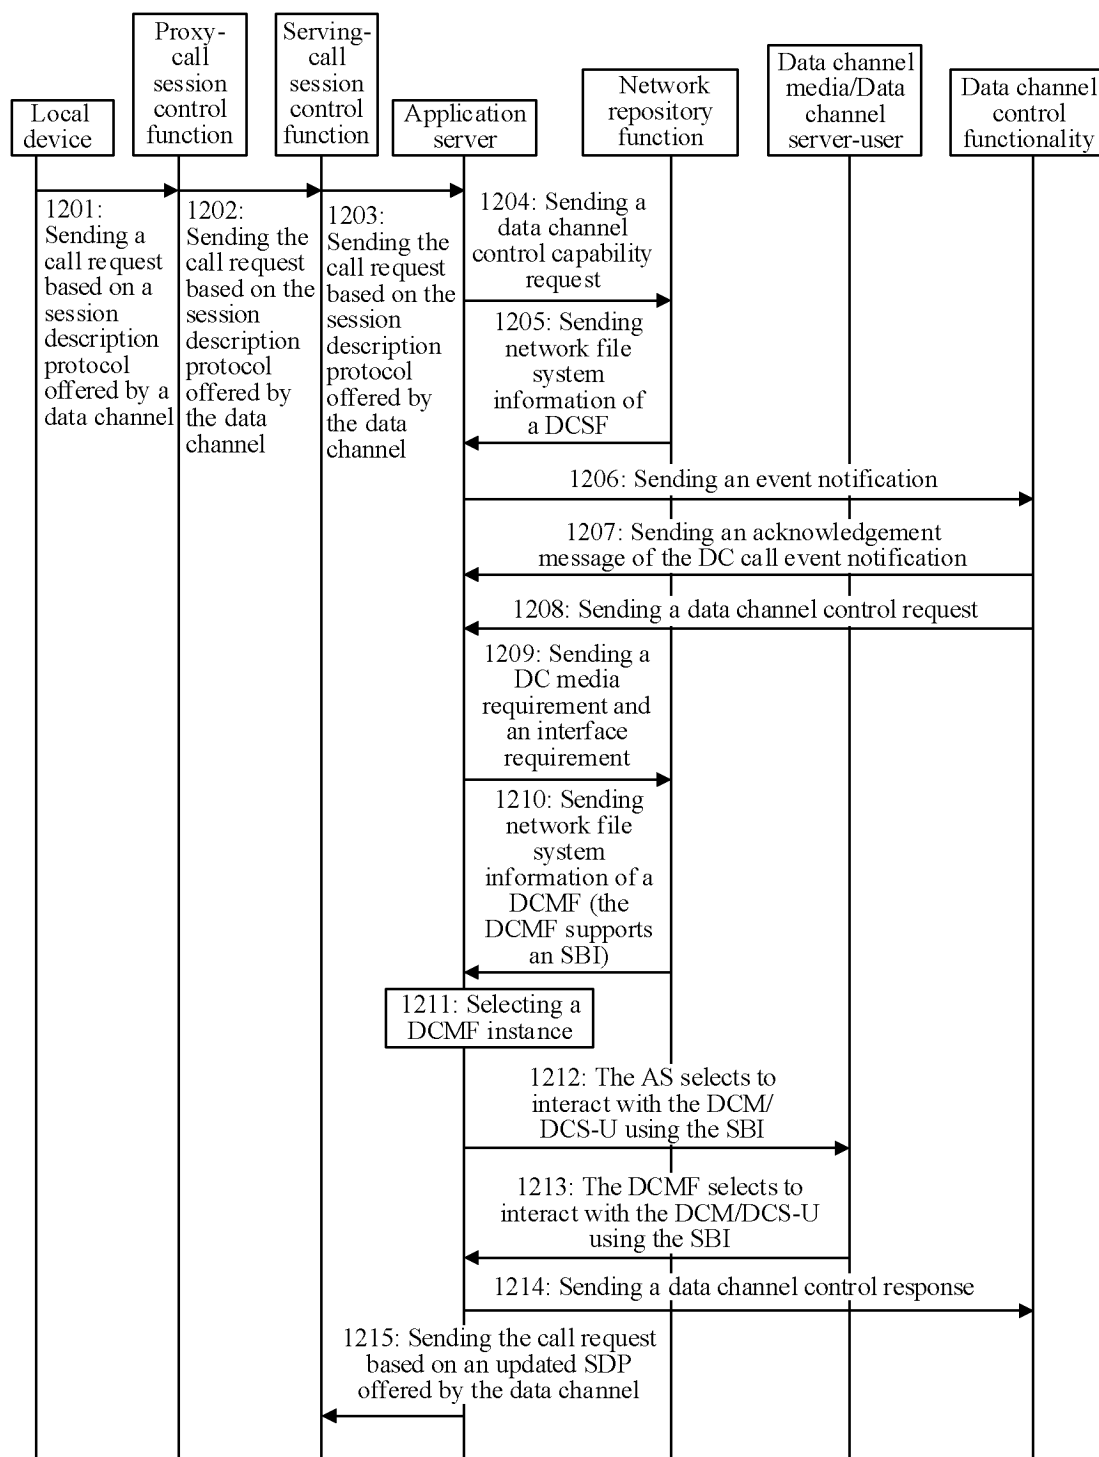 Local
device
Proxy-
call
session
control
function
Serving-
call
session
control
function
Application
server
Network
repository
function
Data channel
media/Data
channel
server-user
Data channel
control
functionality
1201:
Sending a
call request
based on a
session
description
protocol
offered by a
data channel
1202:
Sending the
call request
based on the
session
description
protocol
offered by
the data
channel
1203:
Sending the
call request
based on the
session
description
protocol
offered by
the data
channel
1204: Sending a
data channel
control capability
request
1205: Sending
network file
system
information of
a DCSF
1206: Sending an event notification
1207: Sending an acknowledgement
message of the DC call event notification
1208: Sending a data channel control request
1209: Sending a
DC media
requirement and
an interface
requirement
1210: Sending
network file
system
information of a
DCMF (the
DCMF supports
an SBI)
1211: Selecting a
DCMF instance
1212: The AS selects to
interact with the DCM/
DCS-U using the SBI
1213: The DCMF selects to
interact with the DCM/DCS-U
using the SBI
1214: Sending a data channel control response
1215: Sending the call request
based on an updated SDP
offered by the data channel